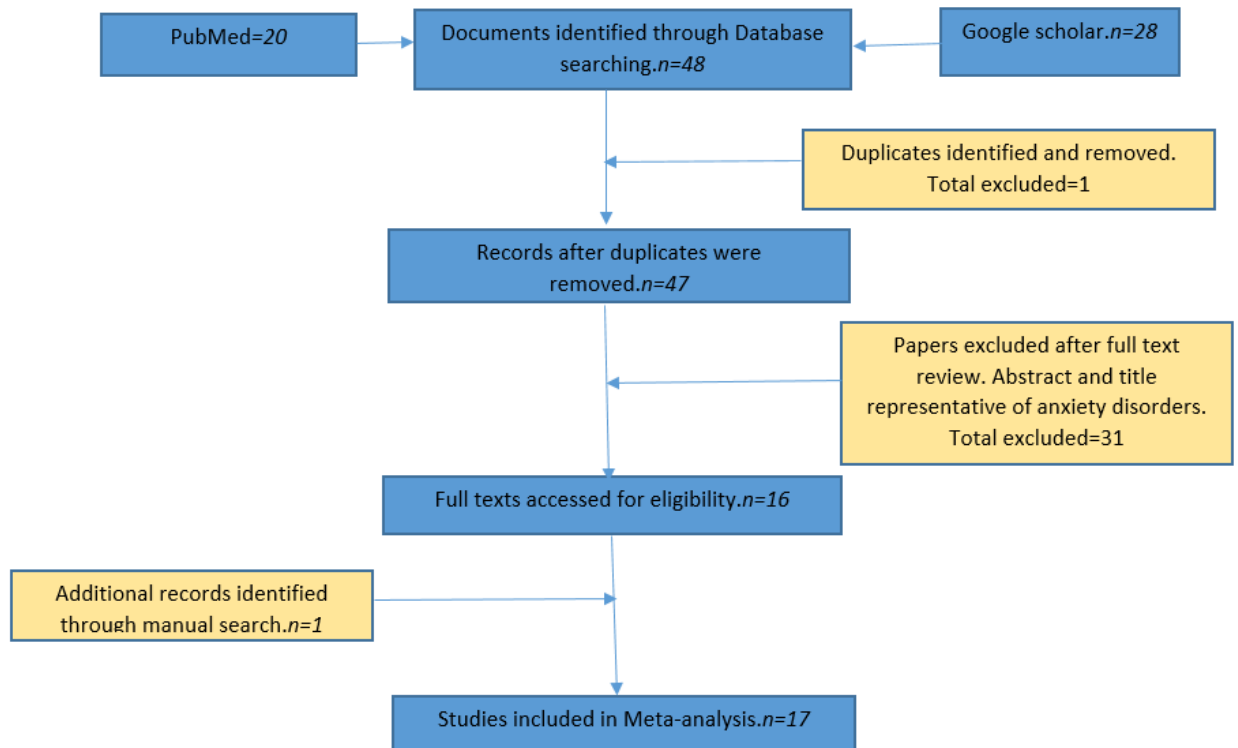 PubMed=20
Documents identified through Database
searching.n=48
Google scholar.n=28
Duplicates identified and removed.
Total excluded=1
Records after duplicates were
removed.n=47
Papers excluded after full text
review. Abstract and title
representative of anxiety disorders.
Total excluded=31
Full texts accessed for eligibility.n=16
Additional records identified
through manual search.n=1
Studies included in Meta-analysis.n=17